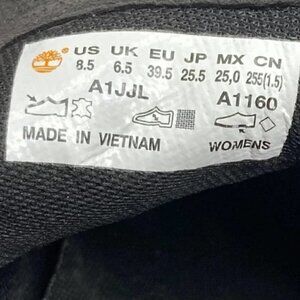 US UK EU JP MX CN
8.5 6.5 39.5 25.5 25,0 255(1.5)
A1JJL A1160
MADE IN VIETNAM WOMENS